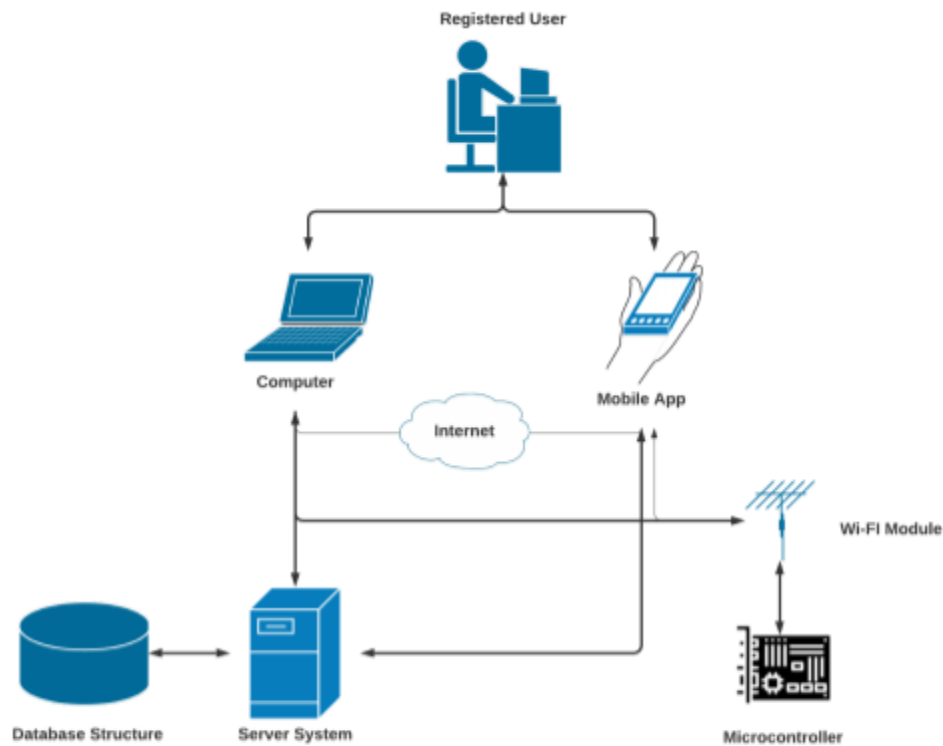 Registered User
Computer
Mobile App
Internet
Wi-FI Module
Database Structure
Server System
Microcontroller